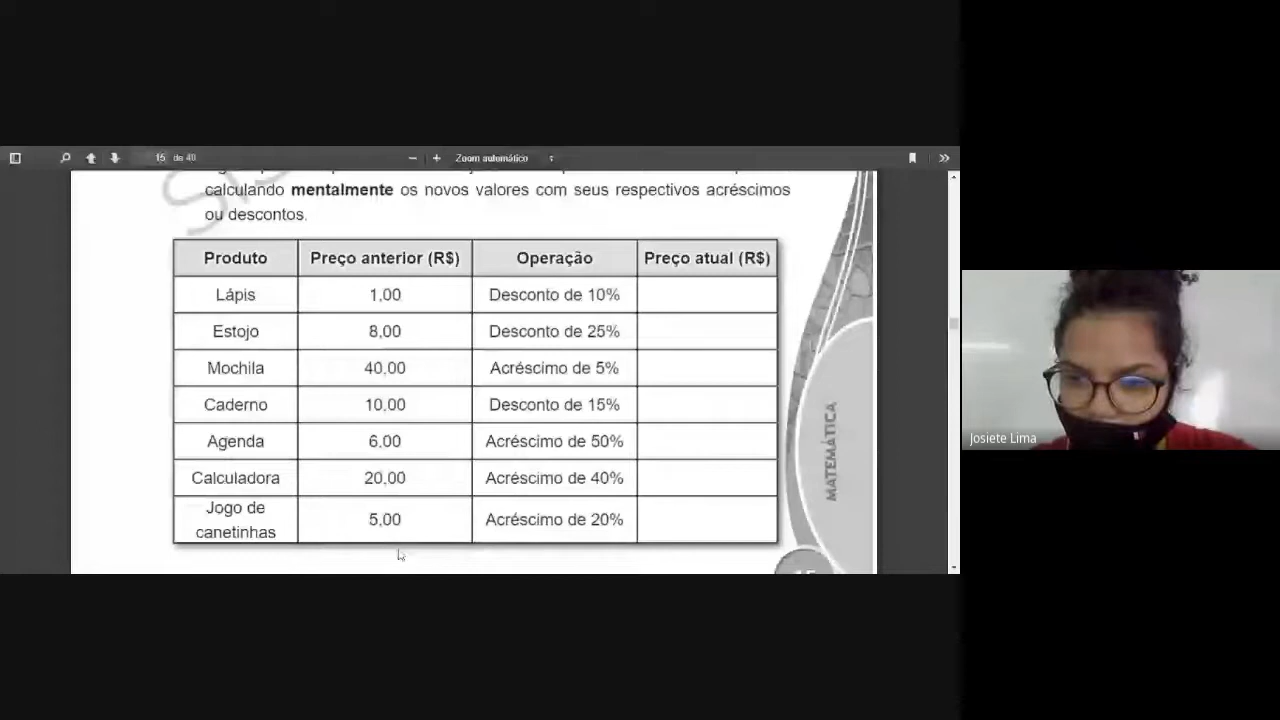 15 de 40
Zoom automático
calculando mentalmente os novos valores com seus respectivos acréscimos
ou descontos.
Produto Preço anterior (R$) Operação Preço atual (R$)
Lápis 1,00 Desconto de 10%
Estojo 8,00 Desconto de 25%
Mochila 40,00 Acréscimo de 5%
Caderno 10,00 Desconto de 15%
Agenda 6,00 Acréscimo de 50%
Calculadora 20,00 Acréscimo de 40%
Jogo de
canetinhas 5,00 Acréscimo de 20%
MATEMÁTICA
Josiete Lima